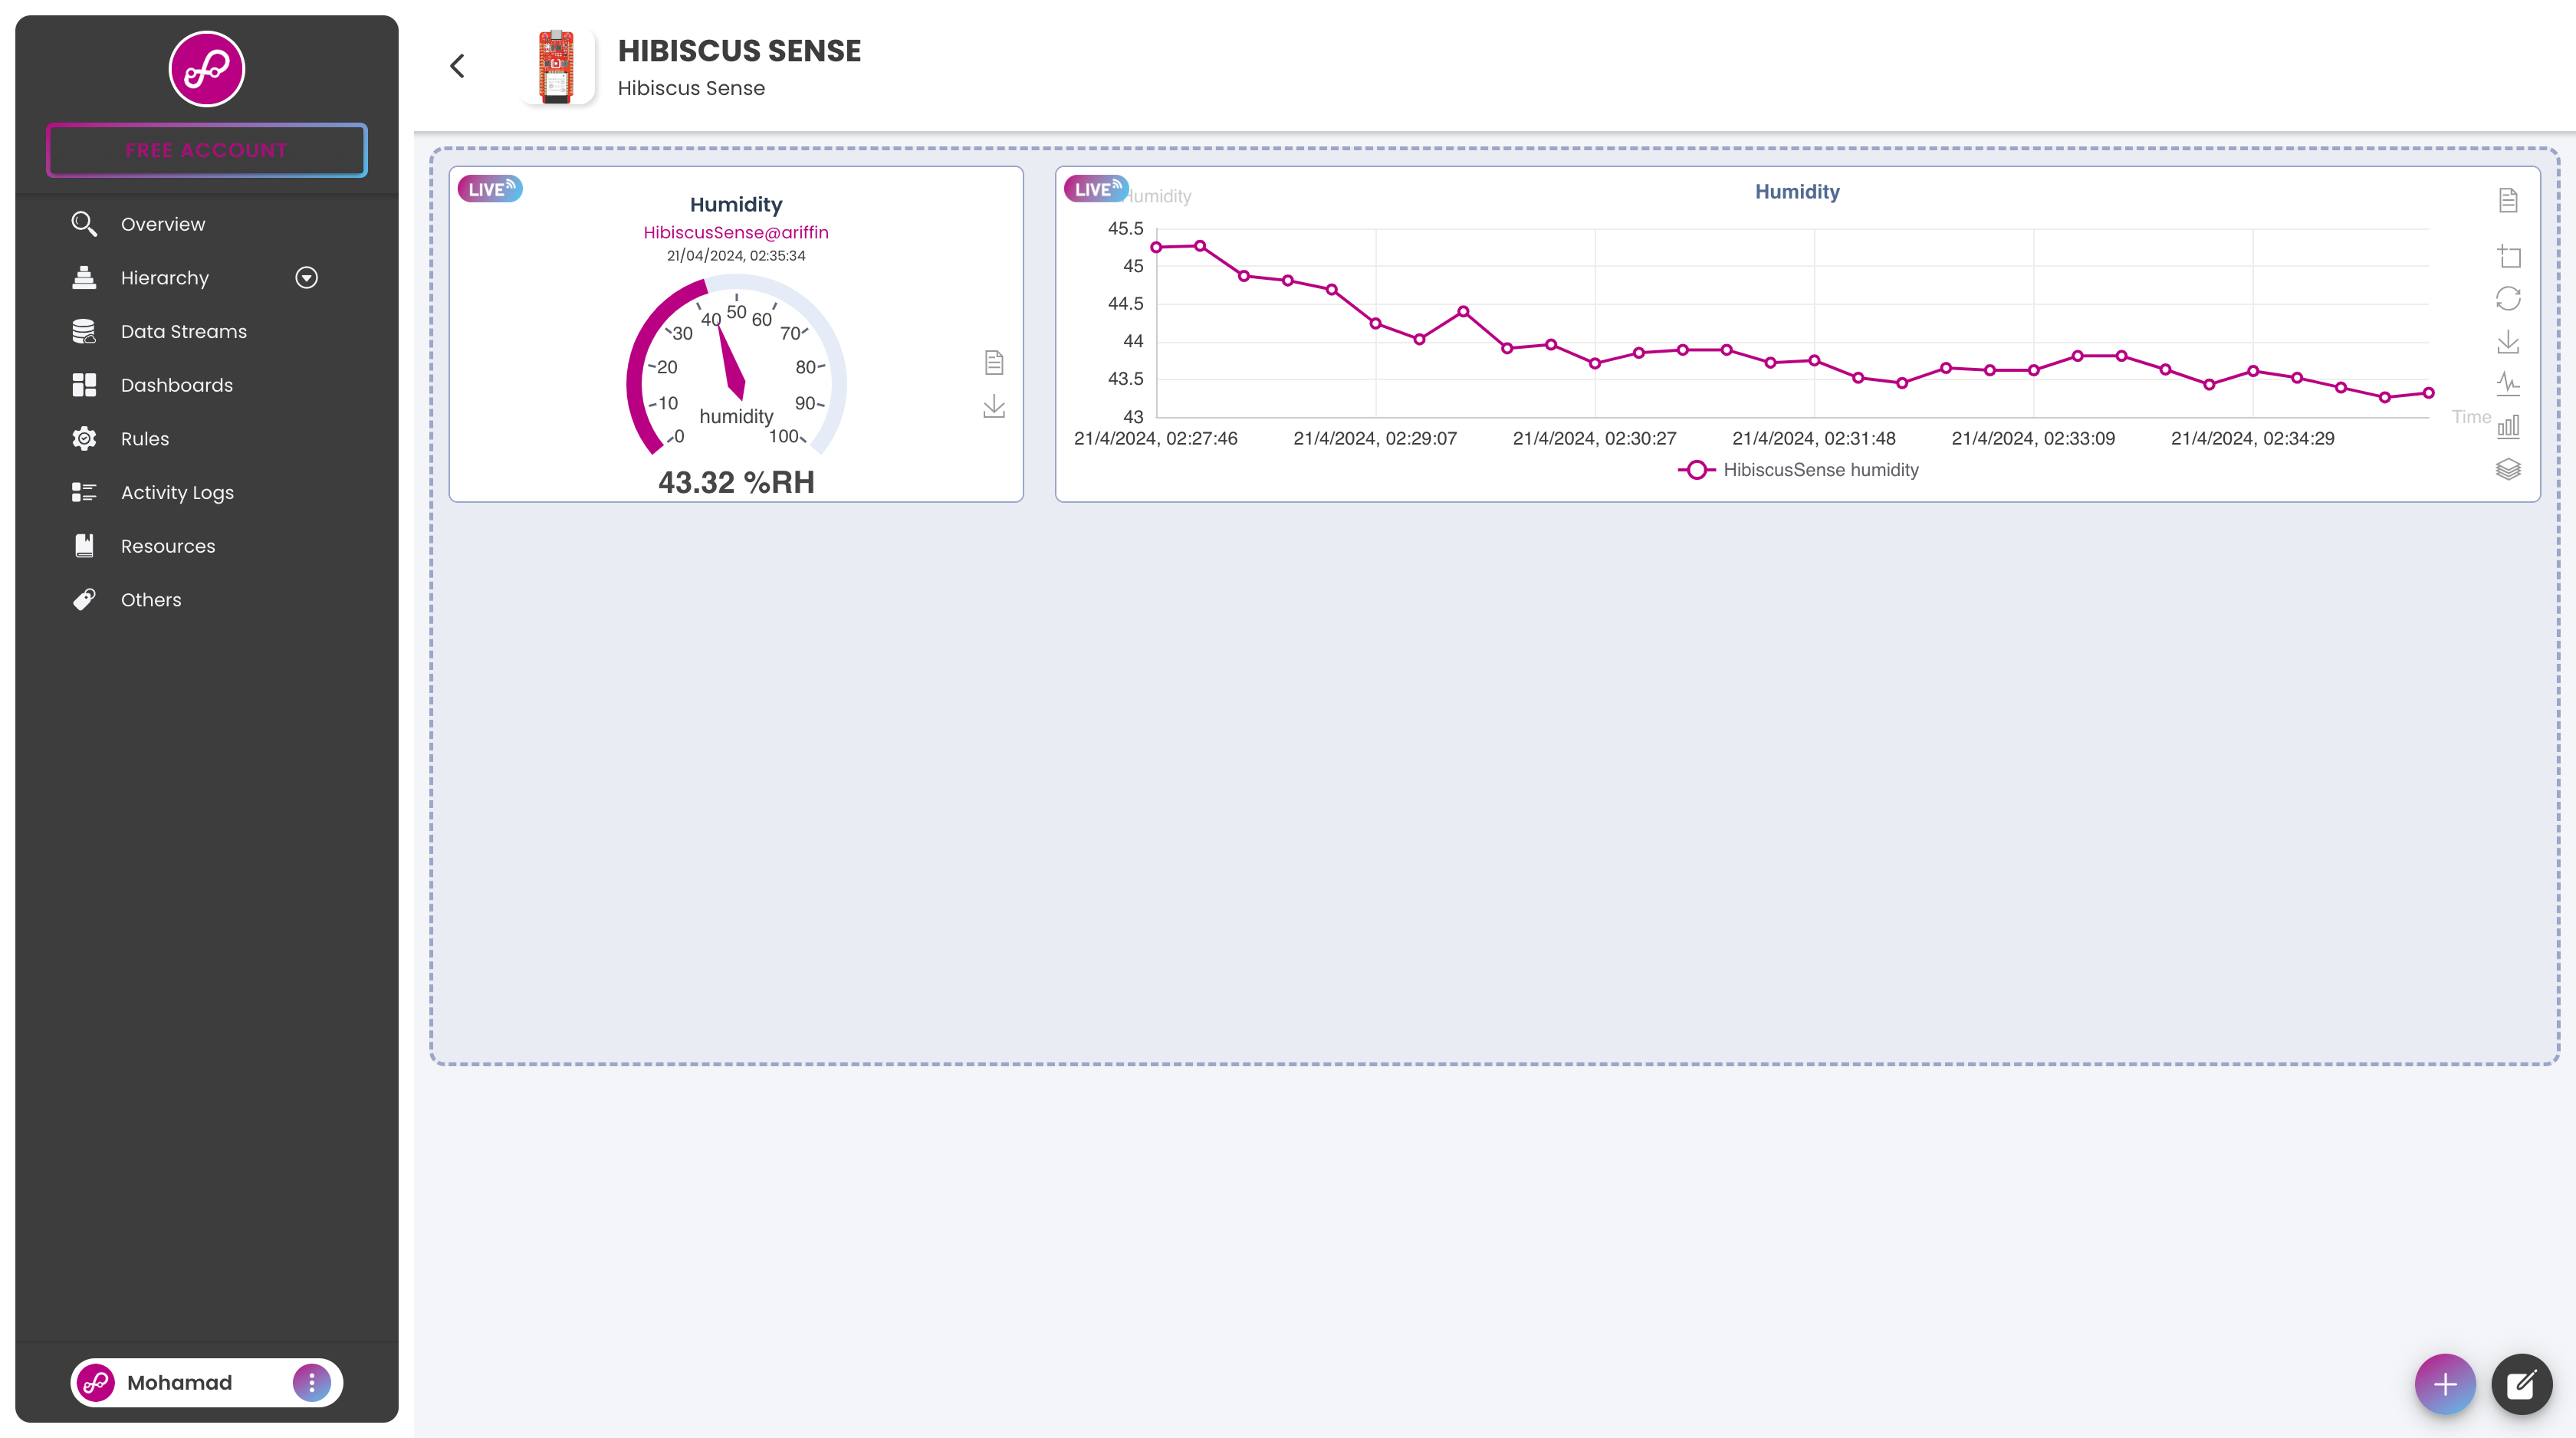 FREE ACCOUNT
Overview
Hierarchy
Data Streams
Dashboards
Rules
Activity Logs
Resources
Others
Mohamad
HIBISCUS SENSE
Hibiscus Sense
LIVE
Humidity
HibiscusSense@ariffin
21/04/2024, 02:35:34
0
10
20
30
40
50
60
70
80
90
100
humidity
43.32 %RH
LIVE
Humidity
Humidity
45.5
45
44.5
44
43.5
43
Time
21/4/2024, 02:27:46
21/4/2024, 02:29:07
21/4/2024, 02:30:27
21/4/2024, 02:31:48
21/4/2024, 02:33:09
21/4/2024, 02:34:29
HibiscusSense humidity